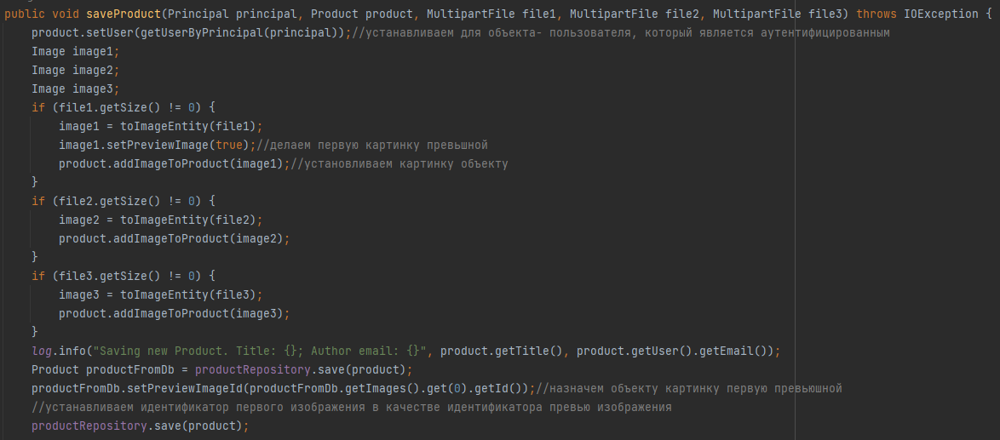 public void saveProduct(Principal principal, Product product, MultipartFile file1, MultipartFile file2, MultipartFile file3) throws IOException {
product.setUser(getUserByPrincipal(principal));//устанавливаем для объекта- пользователя, который является аутентифицированным
Image image1;
Image image2;
Image image3;
if (file1.getSize() != 0) {
image1 = toImageEntity(file1);
image1.setPreviewImage(true);//делаем первую картинку превьшной
product.addImageToProduct(image1);//установливаем картинку объекту
}
if (file2.getSize() != 0) {
image2 = toImageEntity(file2);
product.addImageToProduct(image2);
}
if (file3.getSize() != 0) {
image3 = toImageEntity(file3);
product.addImageToProduct(image3);
}
log.info("Saving new Product. Title: {}; Author email: {}", product.getTitle(), product.getUser().getEmail());
Product productFromDb = productRepository.save(product);
productFromDb.setPreviewImageId(productFromDb.getImages().get(0).getId());//назначем объекту картинку первую превьюшной
//устанавливаем идентификатор первого изображения в качестве идентификатора превью изображения
productRepository.save(product);